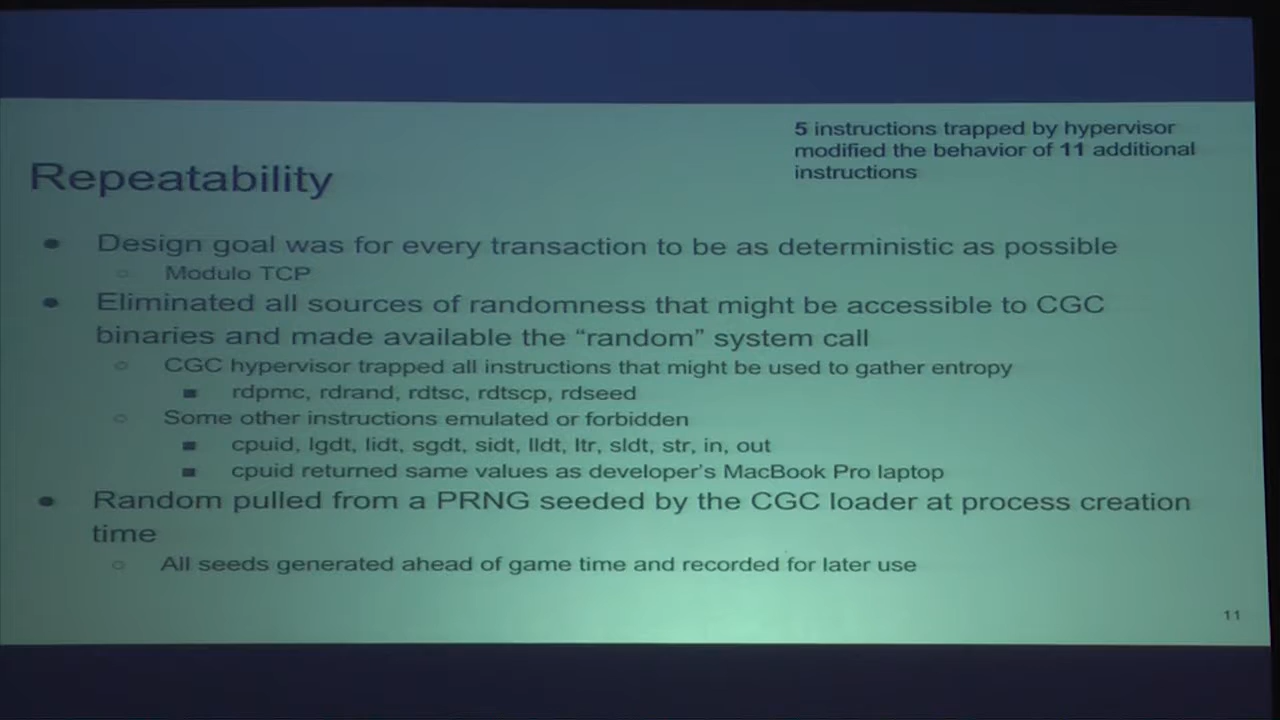 5 instructions trapped by hypervisor
modified the behavior of 11 additional
instructions
Repeatability
● Design goal was for every transaction to be as deterministic as possible
○ Modulo TCP
● Eliminated all sources of randomness that might be accessible to CGC
binaries and made available the “random” system call
○ CGC hypervisor trapped all instructions that might be used to gather entropy
■ rdpmc, rdrand, rdtsc, rdtscp, rdseed
○ Some other instructions emulated or forbidden
■ cpuid, lgdt, lidt, sgdt, sidt, lldt, ltr, sldt, str, in, out
■ cpuid returned same values as developer's MacBook Pro laptop
● Random pulled from a PRNG seeded by the CGC loader at process creation
time
○ All seeds generated ahead of game time and recorded for later use
11